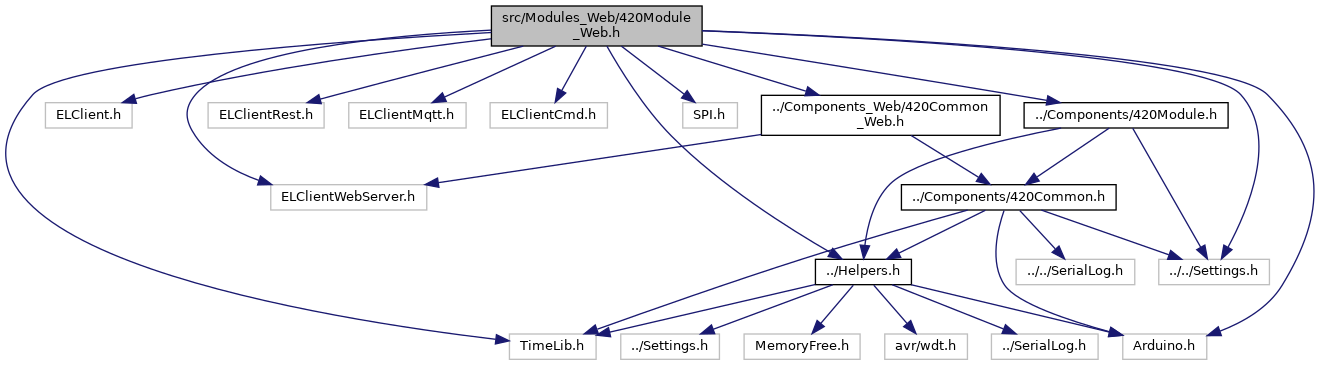 src/Modules_Web/420Module
_Web.h
ELClient.h
ELClientRest.h
ELClientMqtt.h
ELClientCmd.h
SPI.h
../Components_Web/420Common
_Web.h
../Components/420Module.h
ELClientWebServer.h
../Components/420Common.h
../Helpers.h
../../SerialLog.h
../../Settings.h
TimeLib.h
../Settings.h
MemoryFree.h
avr/wdt.h
../SerialLog.h
Arduino.h